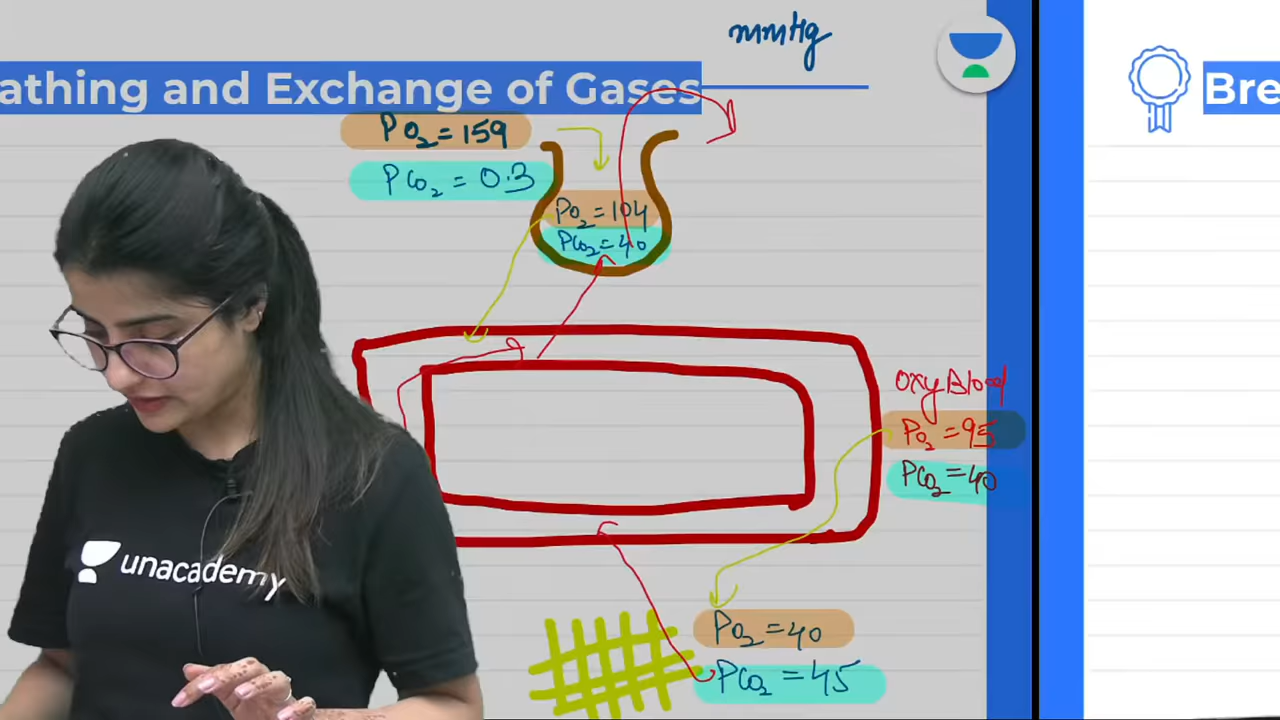 mmHg
athing and Exchange of Gases
Bre
PO2 = 159
PCO2 = 0.3
PO2 = 104
PCO2 = 40
Oxy Blood
PO2 = 95
PCO2 = 40
unacademy
PO2 = 40
PCO2 = 45